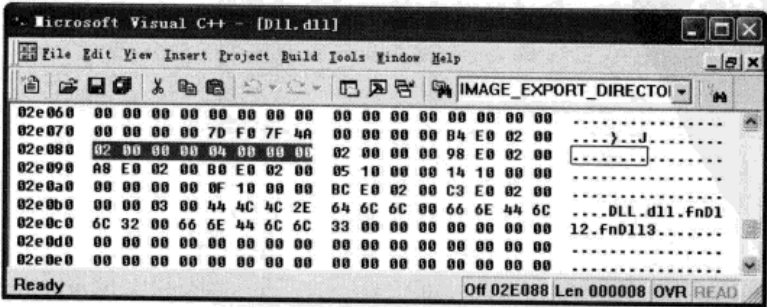 Microsoft Visual C++ - [Dll.dll]
File Edit View Insert Project Build Tools Window Help
IMAGE_EXPORT_DIRECTOI
02e060 00 00 00 00 00 00 00 00 00 00 00 00 00 00 00 00 ................
02e070 00 00 00 00 7D F0 7F 4A 00 00 00 00 B4 E0 02 00 ....}..J........
02e080 02 00 00 00 04 00 00 00 02 00 00 00 98 E0 02 00 ................
02e090 A8 E0 02 00 B0 E0 02 00 05 10 00 00 14 10 00 00 ................
02e0a0 00 00 00 00 0F 10 00 00 BC E0 02 00 C3 E0 02 00 ................
02e0b0 00 00 03 00 44 4C 4C 2E 64 6C 6C 00 66 6E 44 6C ....DLL.dll.fnDl
02e0c0 6C 32 00 66 6E 44 6C 6C 33 00 00 00 00 00 00 00 l2.fnDll3.......
02e0d0 00 00 00 00 00 00 00 00 00 00 00 00 00 00 00 00 ................
02e0e0 00 00 00 00 00 00 00 00 00 00 00 00 00 00 00 00 ................
Ready Off 02E088 Len 000008 OVR READ